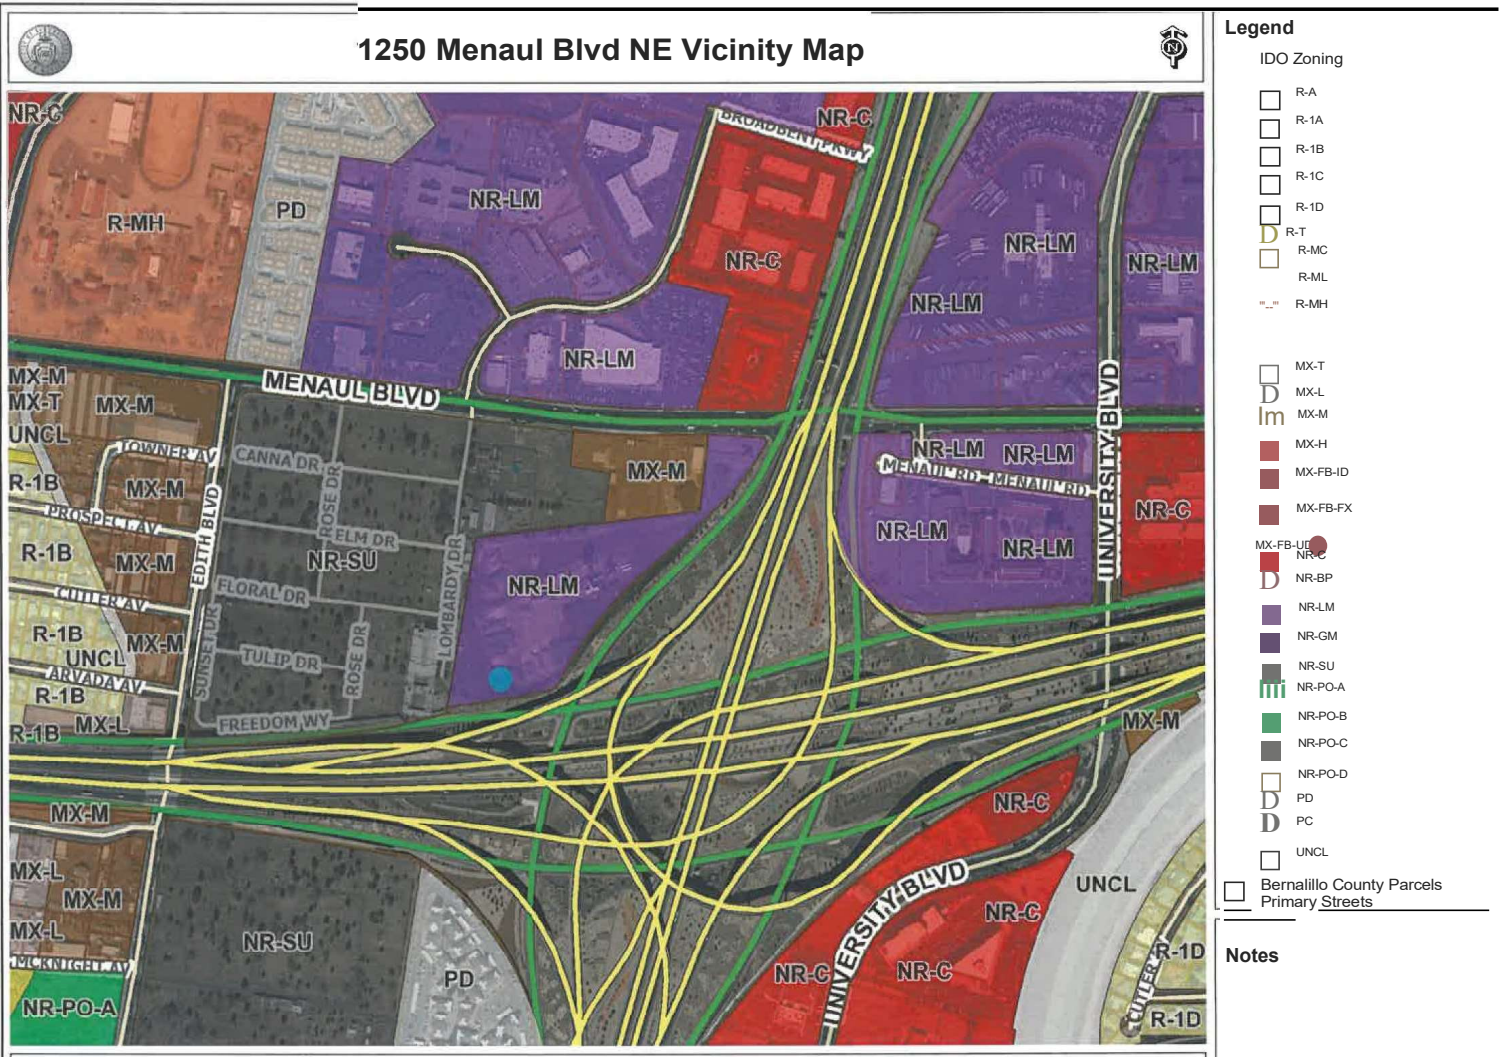 1250 Menaul Blvd NE Vicinity Map
N
Legend
IDO Zoning
R-A
R-1A
R-1B
R-1C
R-1D
D R-T
R-MC
R-ML
R-MH
MX-T
D MX-L
Im MX-M
MX-H
MX-FB-ID
MX-FB-FX
MX-FB-UD
NR-C
D NR-BP
NR-LM
NR-GM
NR-SU
NR-PO-A
NR-PO-B
NR-PO-C
NR-PO-D
D PD
D PC
UNCL
Bernalillo County Parcels
Primary Streets
Notes
NR-C
R-MH
PD
NR-LM
BROADBENT PKWY
NR-C
NR-C
NR-LM
NR-LM
NR-LM
NR-LM
MENAUL BLVD
UNIVERSITY BLVD
MX-M
MX-T
UNCL
MX-M
TOWNER AV
R-1B
MX-M
PROSPECT AV
R-1B
MX-M
CUTLER AV
R-1B
UNCL
MX-M
ARVADA AV
R-1B
MX-L
R-1B
EDITH BLVD
SUNSET DR
CANNA DR
ROSE DR
ELM DR
NR-SU
FLORAL DR
TULIP DR
ROSE DR
FREEDOM WY
LOMBARDY DR
MX-M
NR-LM
NR-LM
NR-LM
MENAUL RD
MENAUL RD
NR-LM
NR-LM
NR-C
MX-M
MX-M
MX-L
MX-M
MX-L
MCKNIGHT AV
NR-PO-A
NR-SU
PD
NR-C
UNIVERSITY BLVD
NR-C
NR-C
NR-C
UNCL
R-1D
CUTLER
R-1D